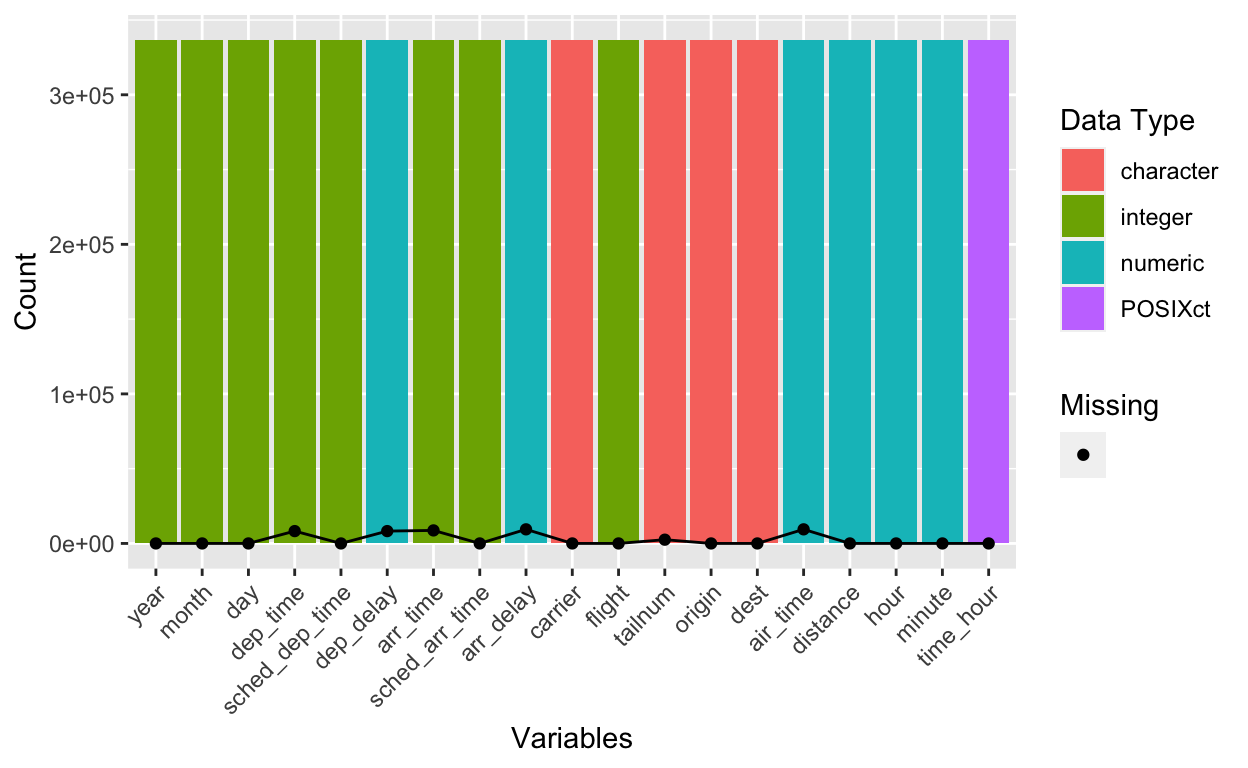 3e+05
2e+05
1e+05
0e+00
Count
year
month
day
dep_time
sched_dep_time
dep_delay
arr_time
sched_arr_time
arr_delay
carrier
flight
tailnum
origin
dest
air_time
distance
hour
minute
time_hour
Variables
Data Type
character
integer
numeric
POSIXct
Missing